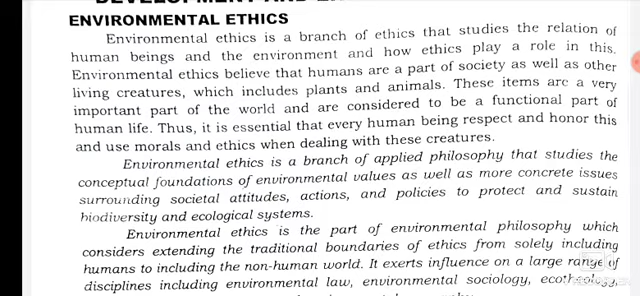 ENVIRONMENTAL ETHICS
Environmental ethics is a branch of ethics that studies the relation of
human beings and the environment and how ethics play a role in this.
Environmental ethics believe that humans are a part of society as well as other
living creatures, which includes plants and animals. These items are a very
important part of the world and are considered to be a functional part of
human life. Thus, it is essential that every human being respect and honor this
and use morals and ethics when dealing with these creatures.
Environmental ethics is a branch of applied philosophy that studies the
conceptual foundations of environmental values as well as more concrete issues
surrounding societal attitudes, actions, and policies to protect and sustain
biodiversity and ecological systems.
Environmental ethics is the part of environmental philosophy which
considers extending the traditional boundaries of ethics from solely including
humans to including the non-human world. It exerts influence on a large range of
disciplines including environmental law, environmental sociology, ecotheology,